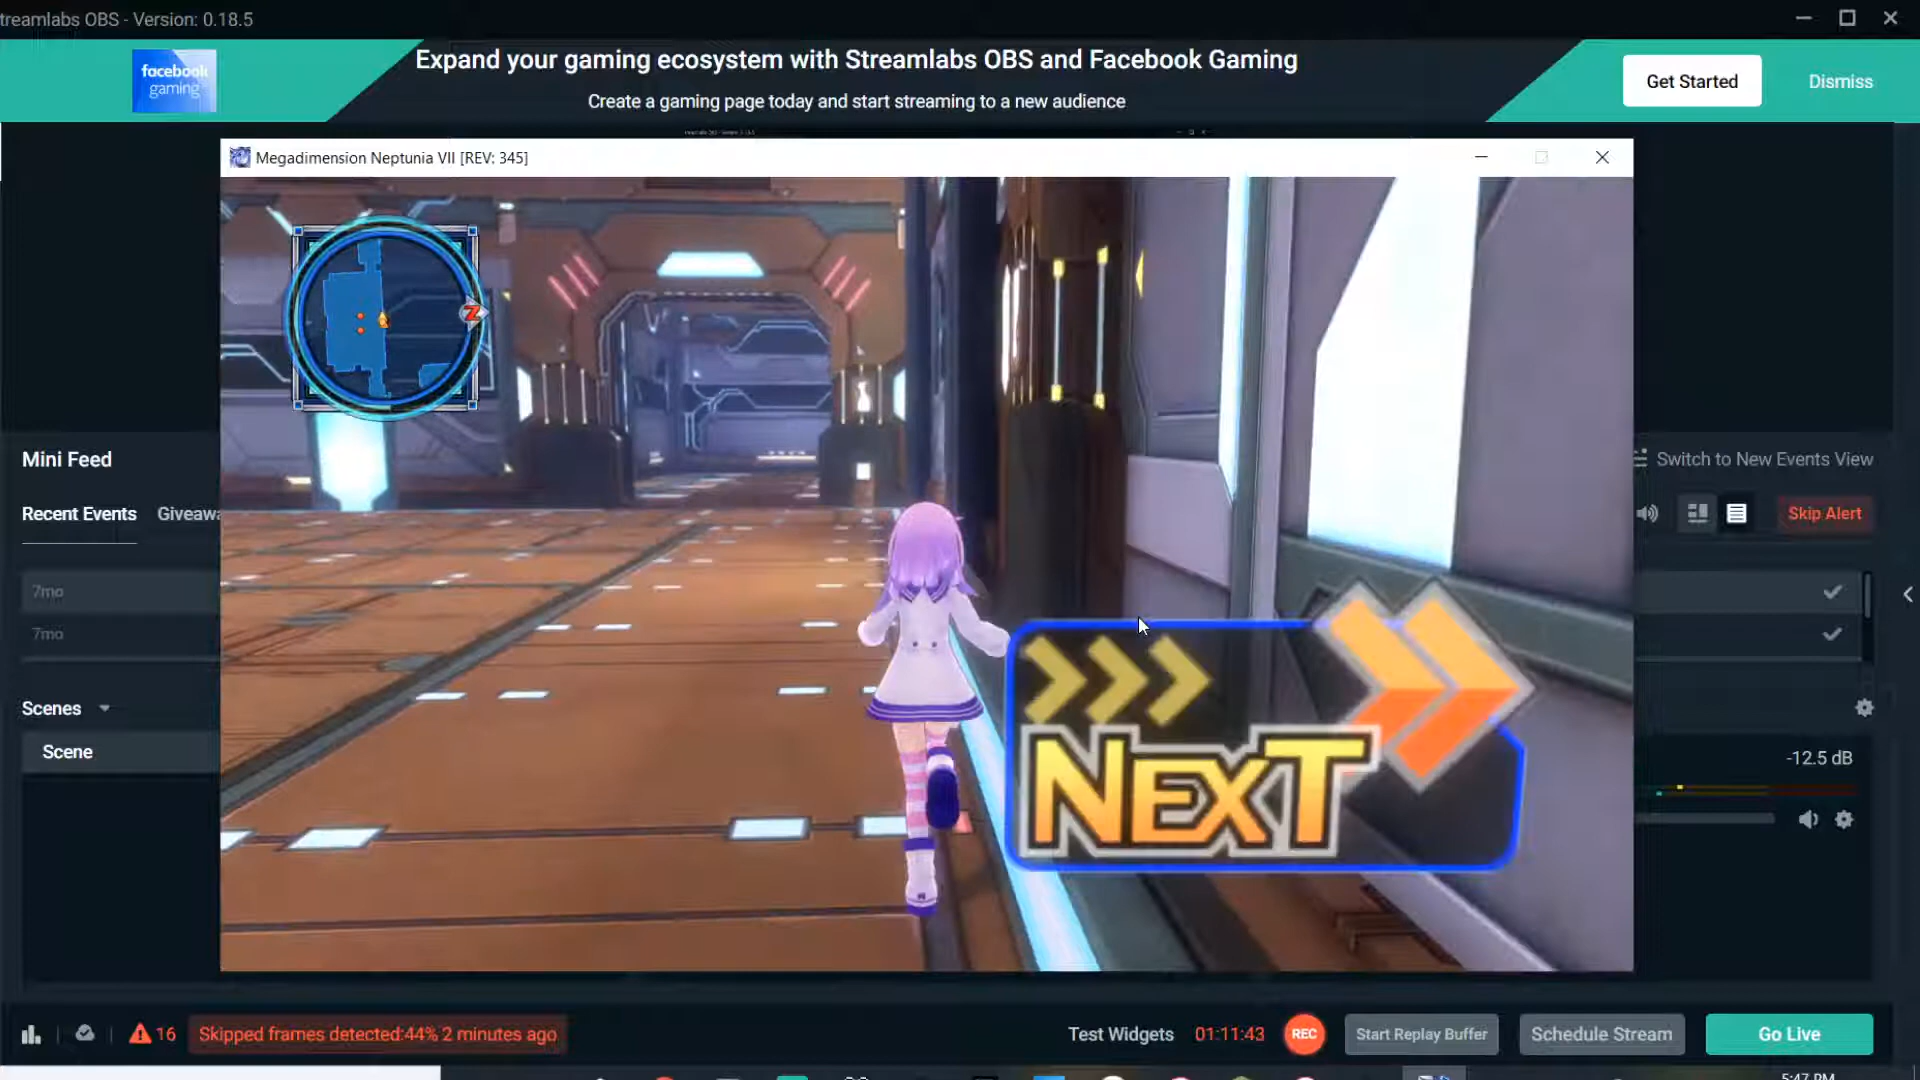 treamlabs OBS - Version: 0.18.5
facebook
gaming
Expand your gaming ecosystem with Streamlabs OBS and Facebook Gaming
Create a gaming page today and start streaming to a new audience
Get Started
Dismiss
Megadimension Neptunia VII [REV: 345]
Z
Mini Feed
Switch to New Events View
Recent Events
Giveawa
Skip Alert
7mo
7mo
NEXT
Scenes
Scene
-12.5 dB
16
Skipped frames detected:44% 2 minutes ago
Test Widgets
01:11:43
REC
Start Replay Buffer
Schedule Stream
Go Live
5:47 PM